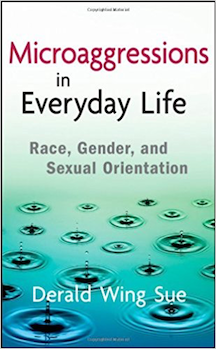 Microaggressions
in
Everyday Life
Race, Gender, and
Sexual Orientation
Derald Wing Sue